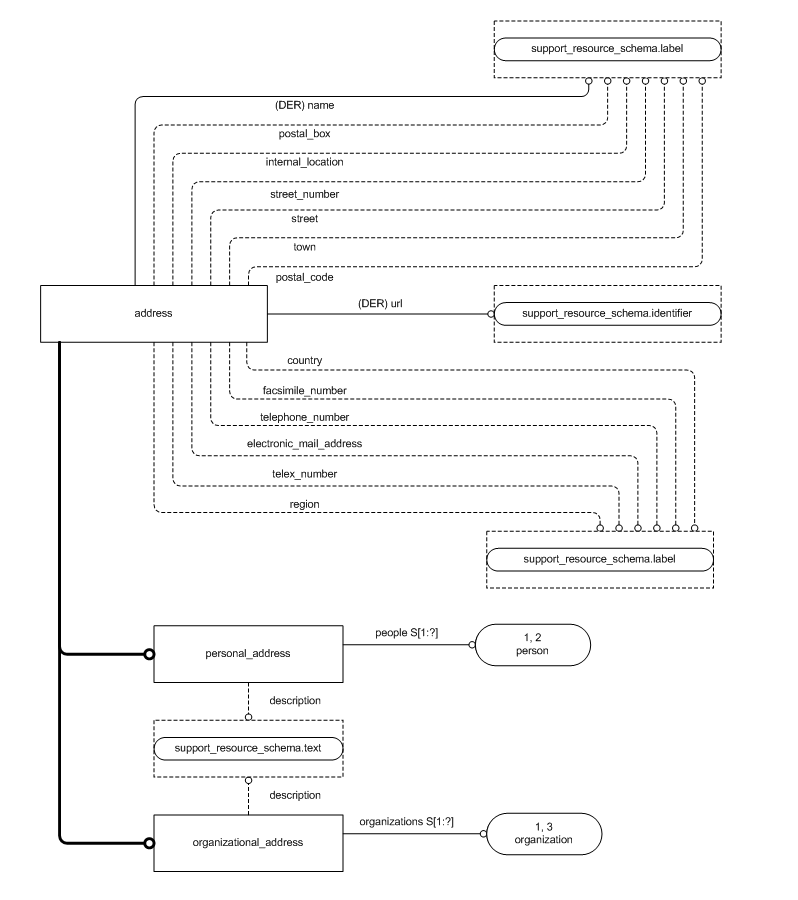 support_resource_schema.label
(DER) name
postal_box
internal_location
street_number
street
town
postal_code
address
(DER) url
support_resource_schema.identifier
country
facsimile_number
telephone_number
electronic_mail_address
telex_number
region
support_resource_schema.label
personal_address
people S[1:?]
1, 2
person
description
support_resource_schema.text
description
organizational_address
organizations S[1:?]
1, 3
organization